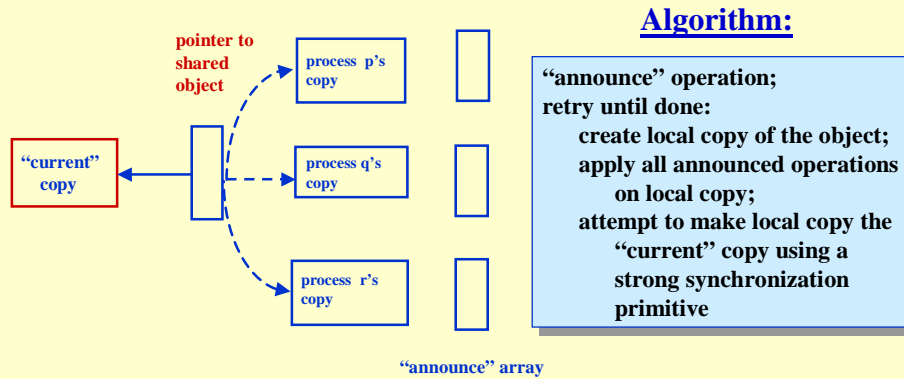 Algorithm:
pointer to
shared
object
process p's
copy
“current”
copy
process q's
copy
process r's
copy
“announce” array
“announce” operation;
retry until done:
create local copy of the object;
apply all announced operations
on local copy;
attempt to make local copy the
“current” copy using a
strong synchronization
primitive